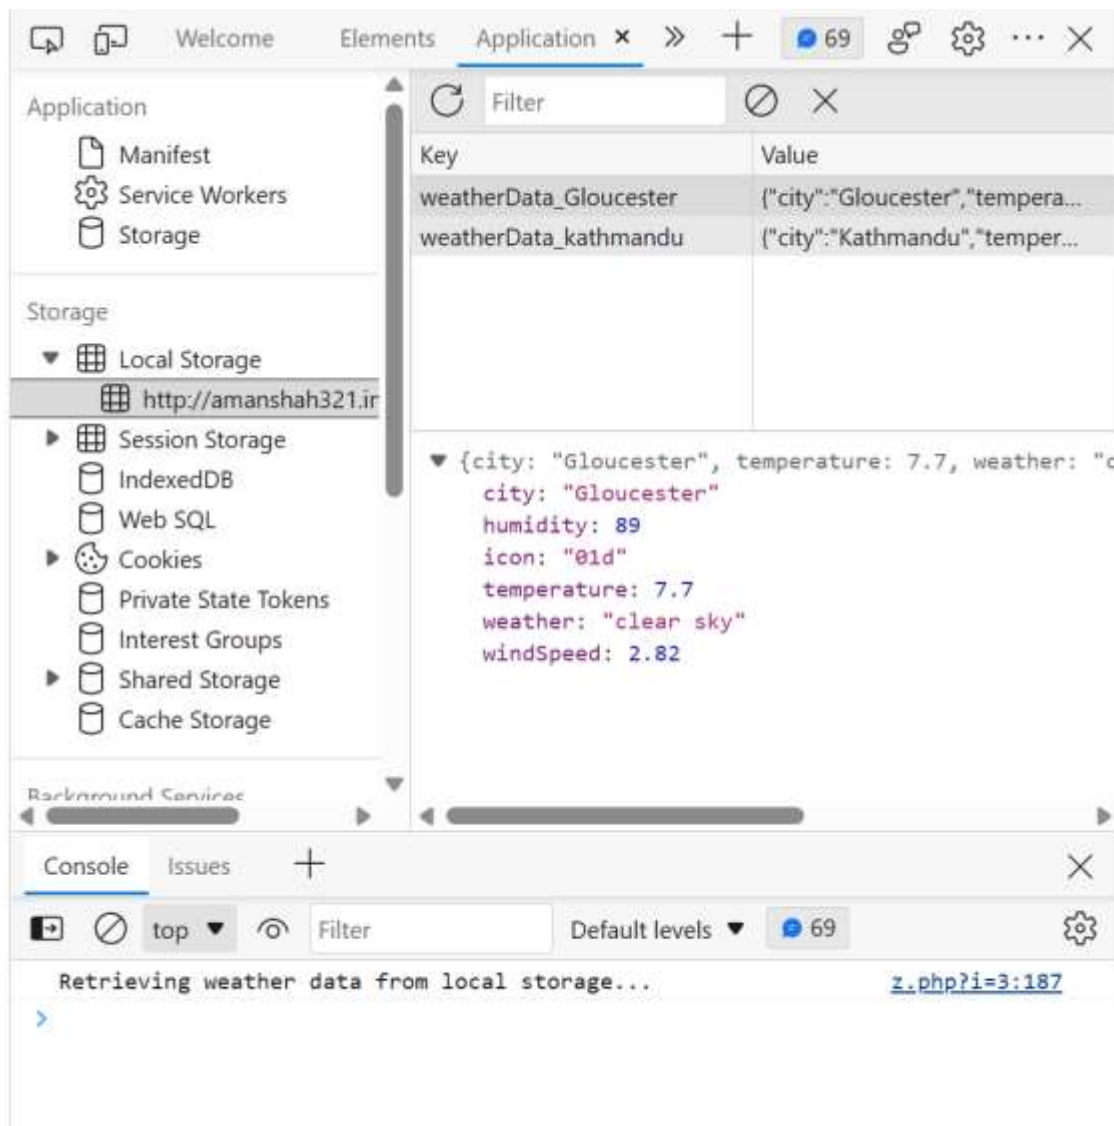 Welcome Elements Application × » + 69
Application
Manifest
Service Workers
Storage
Storage
Local Storage
http://amanshah321.ir
Session Storage
IndexedDB
Web SQL
Cookies
Private State Tokens
Interest Groups
Shared Storage
Cache Storage
Background Services
Filter
Key Value
weatherData_Gloucester {"city":"Gloucester","tempera...
weatherData_kathmandu {"city":"Kathmandu","temper...
{city: "Gloucester", temperature: 7.7, weather: "c
city: "Gloucester"
humidity: 89
icon: "01d"
temperature: 7.7
weather: "clear sky"
windSpeed: 2.82
Console Issues +
top Filter Default levels 69
Retrieving weather data from local storage... z.php?i=3:187
>